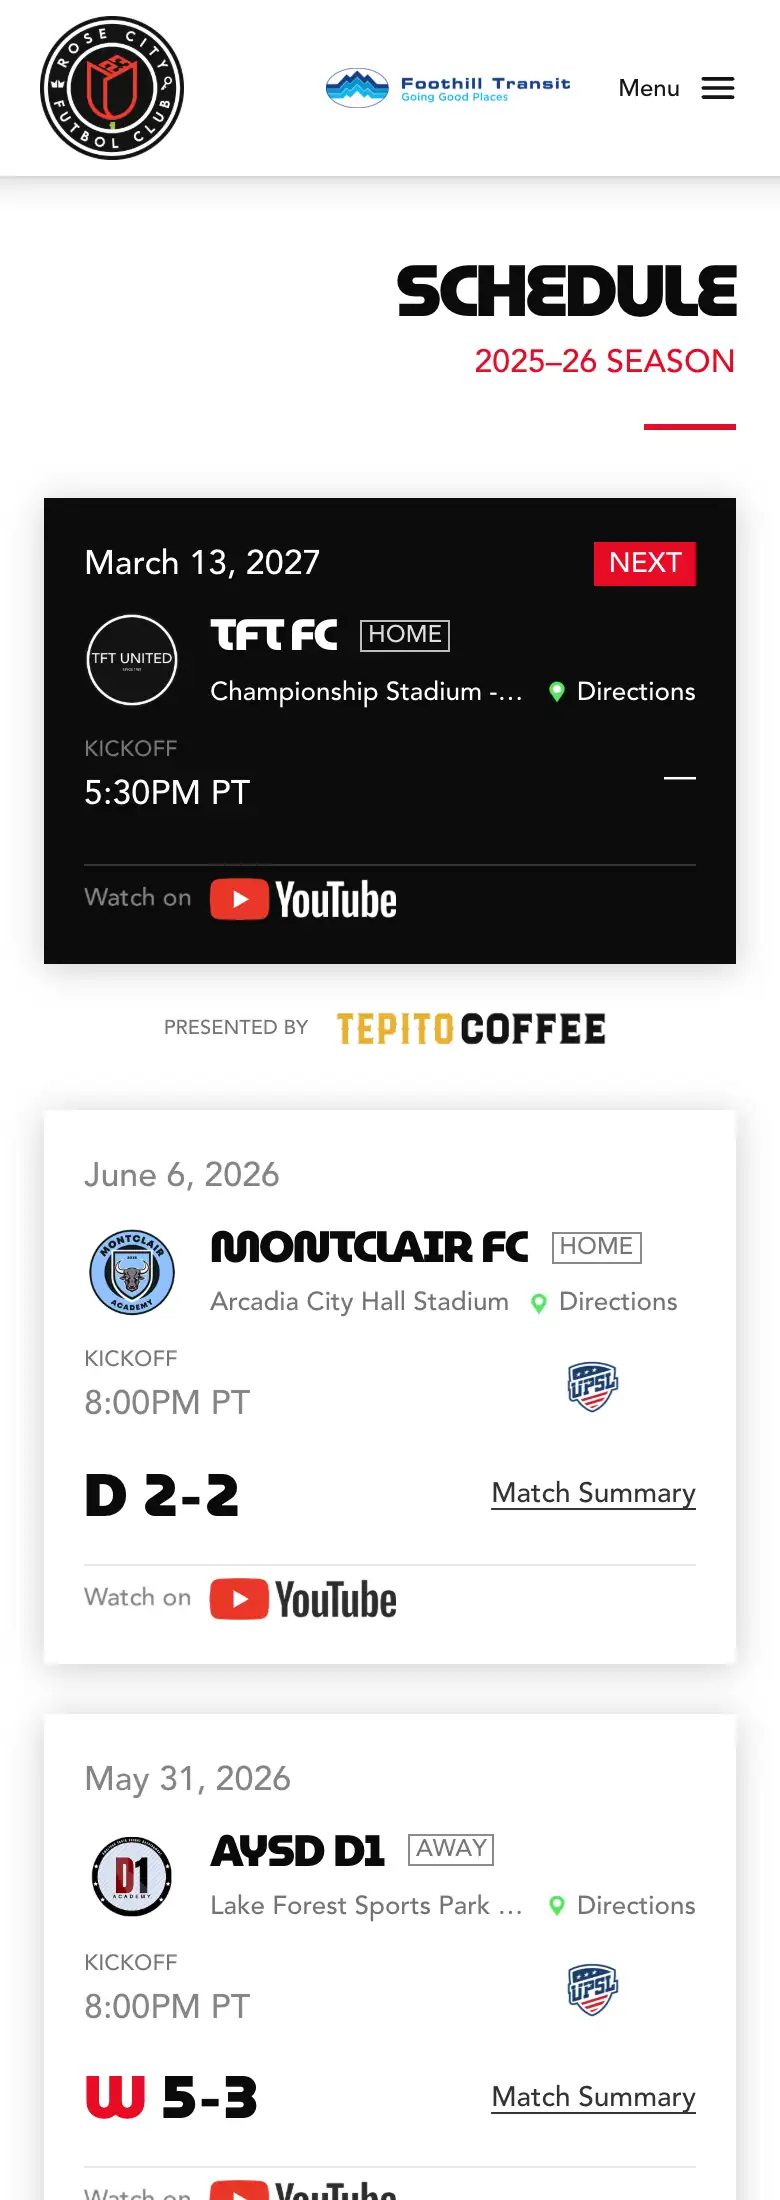 ROSE CITY
FUTBOL CLUB
Foothill Transit
Going Good Places
Menu
SCHEDULE
2025–26 SEASON
March 13, 2027
NEXT
TFT UNITED
TFT FC
HOME
Championship Stadium -...
Directions
KICKOFF
5:30PM PT
—
Watch on
YouTube
PRESENTED BY
TEPITO COFFEE
June 6, 2026
MONTCLAIR
ACADEMY
MONTCLAIR FC
HOME
Arcadia City Hall Stadium
Directions
KICKOFF
8:00PM PT
UPSL
D 2-2
Match Summary
Watch on
YouTube
May 31, 2026
D1
ACADEMY
AYSD D1
AWAY
Lake Forest Sports Park ...
Directions
KICKOFF
8:00PM PT
UPSL
W 5-3
Match Summary
Watch on
YouTube